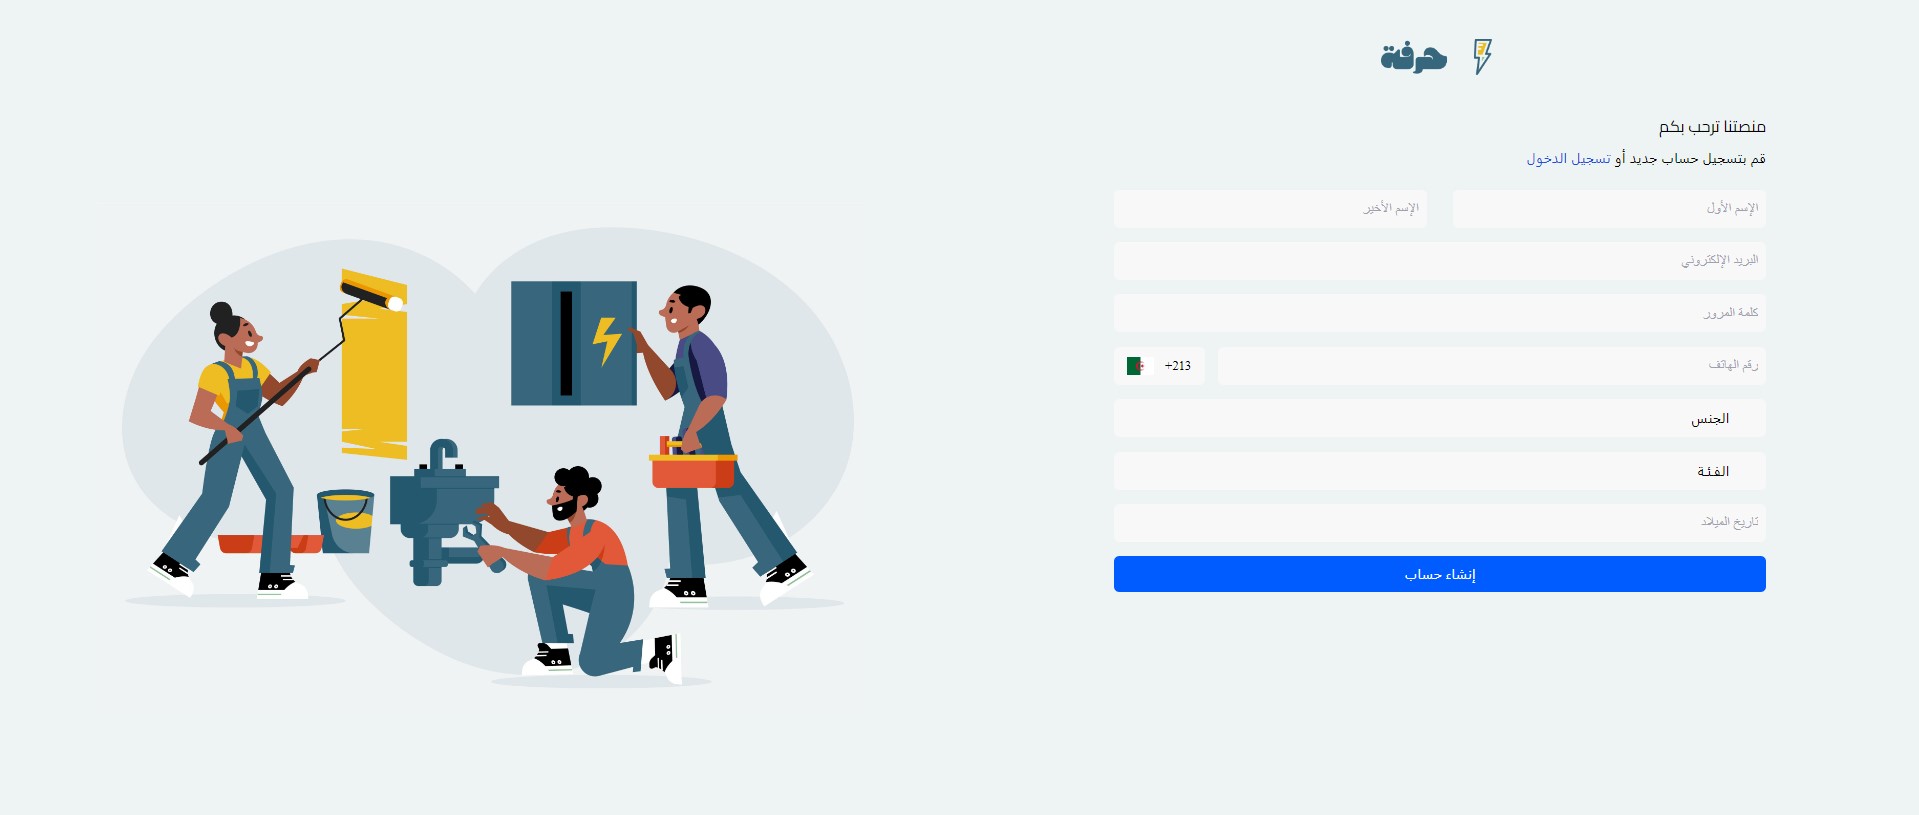 حرفة
منصتنا ترحب بكم
قم بتسجيل حساب جديد أو تسجيل الدخول
الإسم الأول
الإسم الأخير
البريد الإلكتروني
كلمة المرور
رقم الهاتف
+213
الجنس
الفئة
تاريخ الميلاد
إنشاء حساب